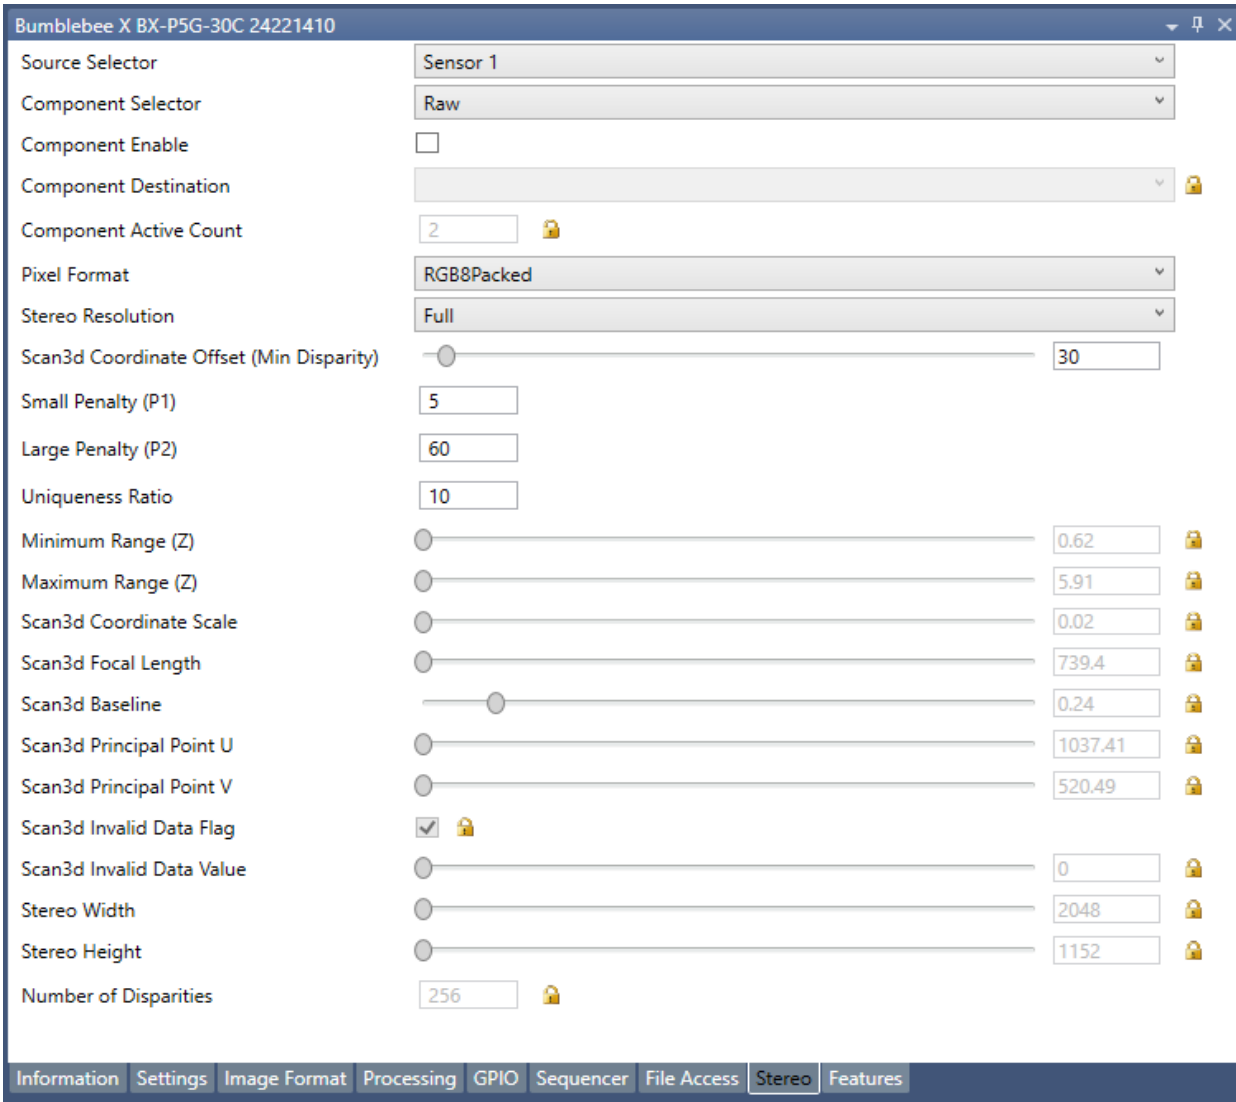 Bumblebee X BX-P5G-30C 24221410
Source Selector Sensor 1
Component Selector Raw
Component Enable
Component Destination
Component Active Count 2
Pixel Format RGB8Packed
Stereo Resolution Full
Scan3d Coordinate Offset (Min Disparity) 30
Small Penalty (P1) 5
Large Penalty (P2) 60
Uniqueness Ratio 10
Minimum Range (Z) 0.62
Maximum Range (Z) 5.91
Scan3d Coordinate Scale 0.02
Scan3d Focal Length 739.4
Scan3d Baseline 0.24
Scan3d Principal Point U 1037.41
Scan3d Principal Point V 520.49
Scan3d Invalid Data Flag
Scan3d Invalid Data Value 0
Stereo Width 2048
Stereo Height 1152
Number of Disparities 256
Information Settings Image Format Processing GPIO Sequencer File Access Stereo Features